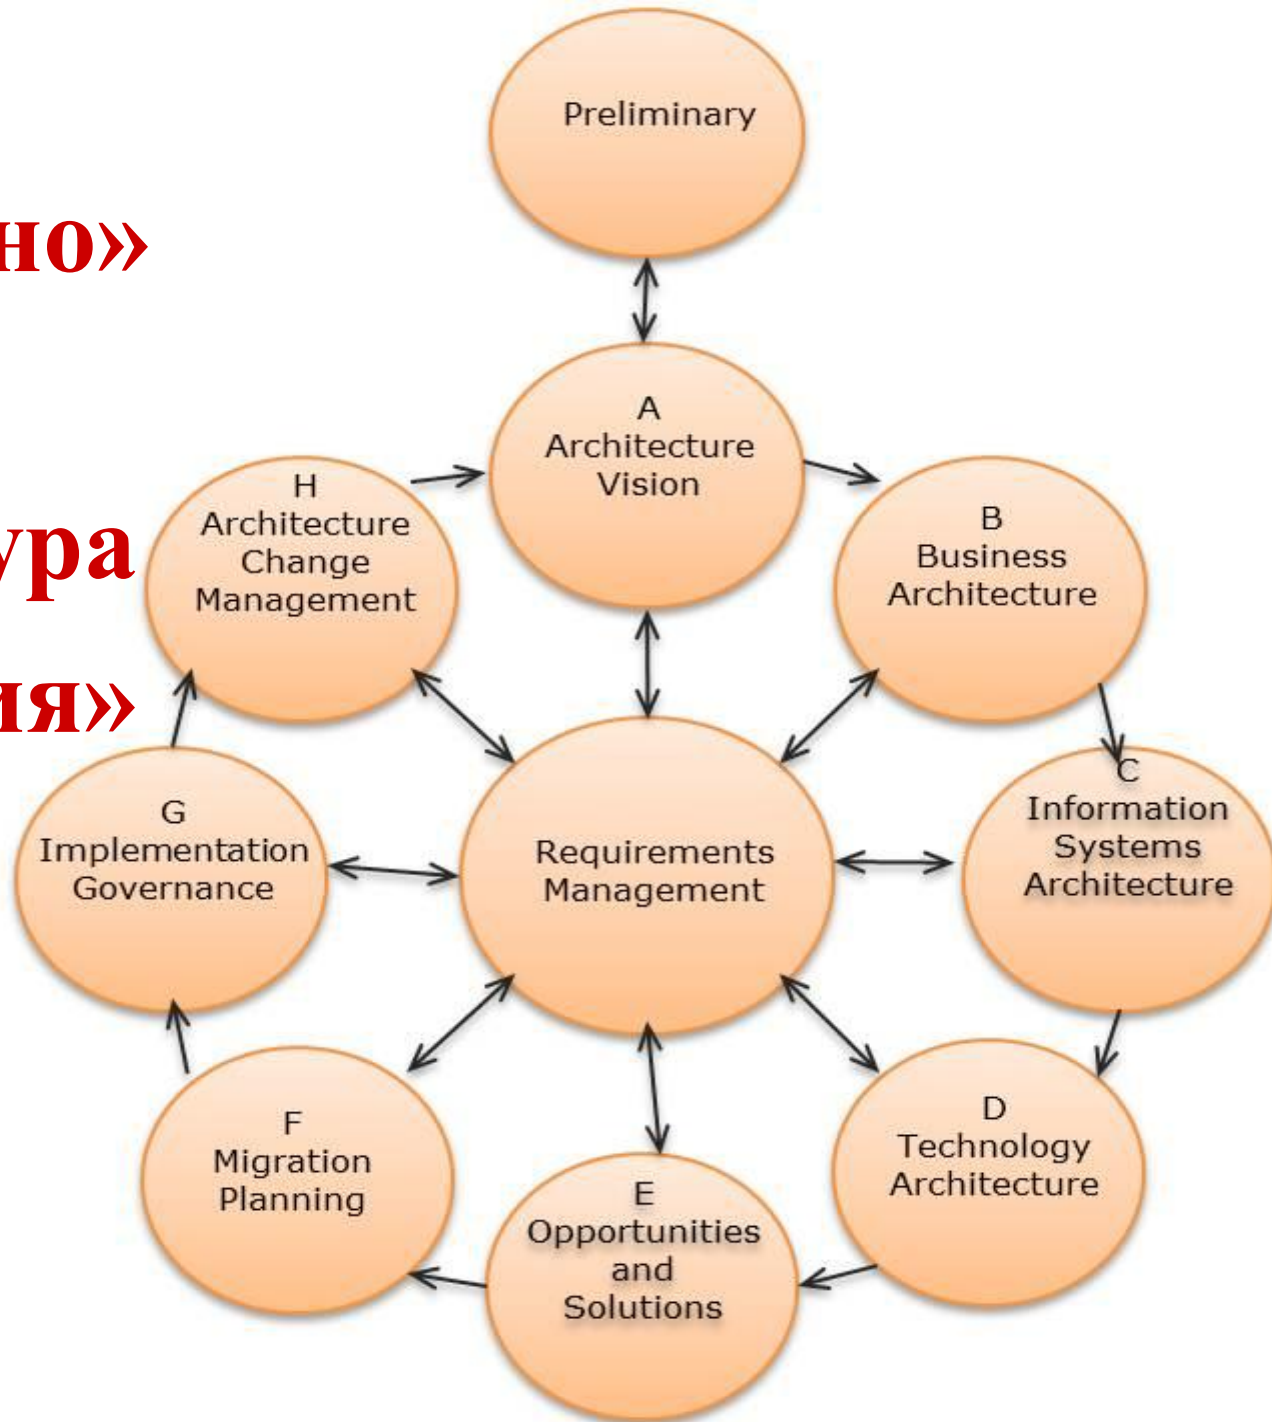 Preliminary
но»
A
Architecture
Vision
H
Architecture
Change
Management
B
Business
Architecture
ура
ия»
C
Information
Systems
Architecture
G
Implementation
Governance
Requirements
Management
D
Technology
Architecture
F
Migration
Planning
E
Opportunities
and
Solutions